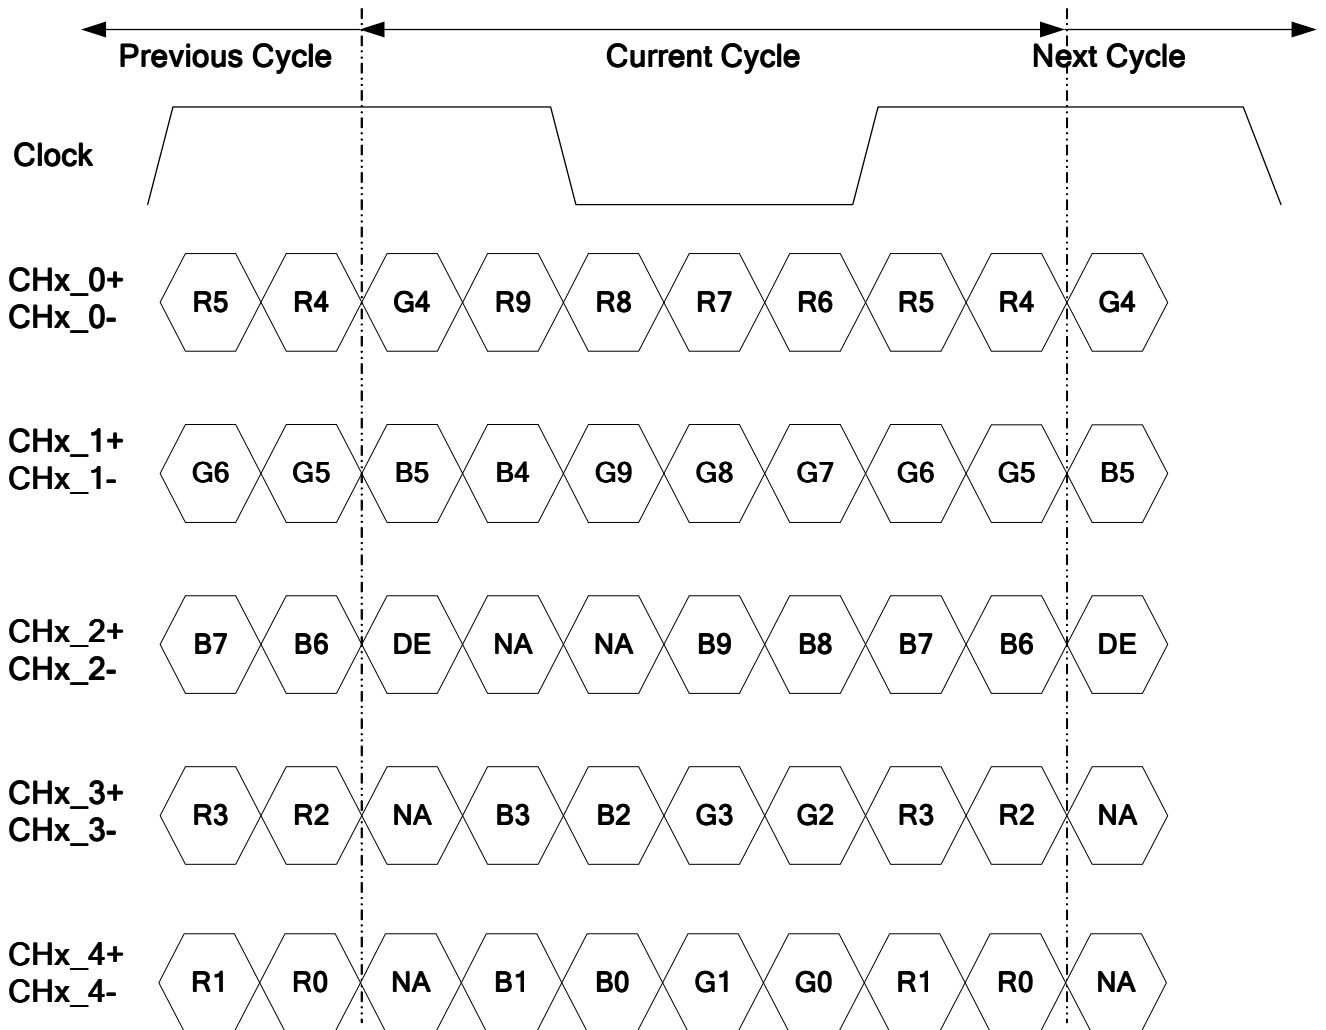 Previous Cycle Current Cycle Next Cycle
Clock
CHx_0+
CHx_0-
R5 R4 G4 R9 R8 R7 R6 R5 R4 G4
CHx_1+
CHx_1-
G6 G5 B5 B4 G9 G8 G7 G6 G5 B5
CHx_2+
CHx_2-
B7 B6 DE NA NA B9 B8 B7 B6 DE
CHx_3+
CHx_3-
R3 R2 NA B3 B2 G3 G2 R3 R2 NA
CHx_4+
CHx_4-
R1 R0 NA B1 B0 G1 G0 R1 R0 NA